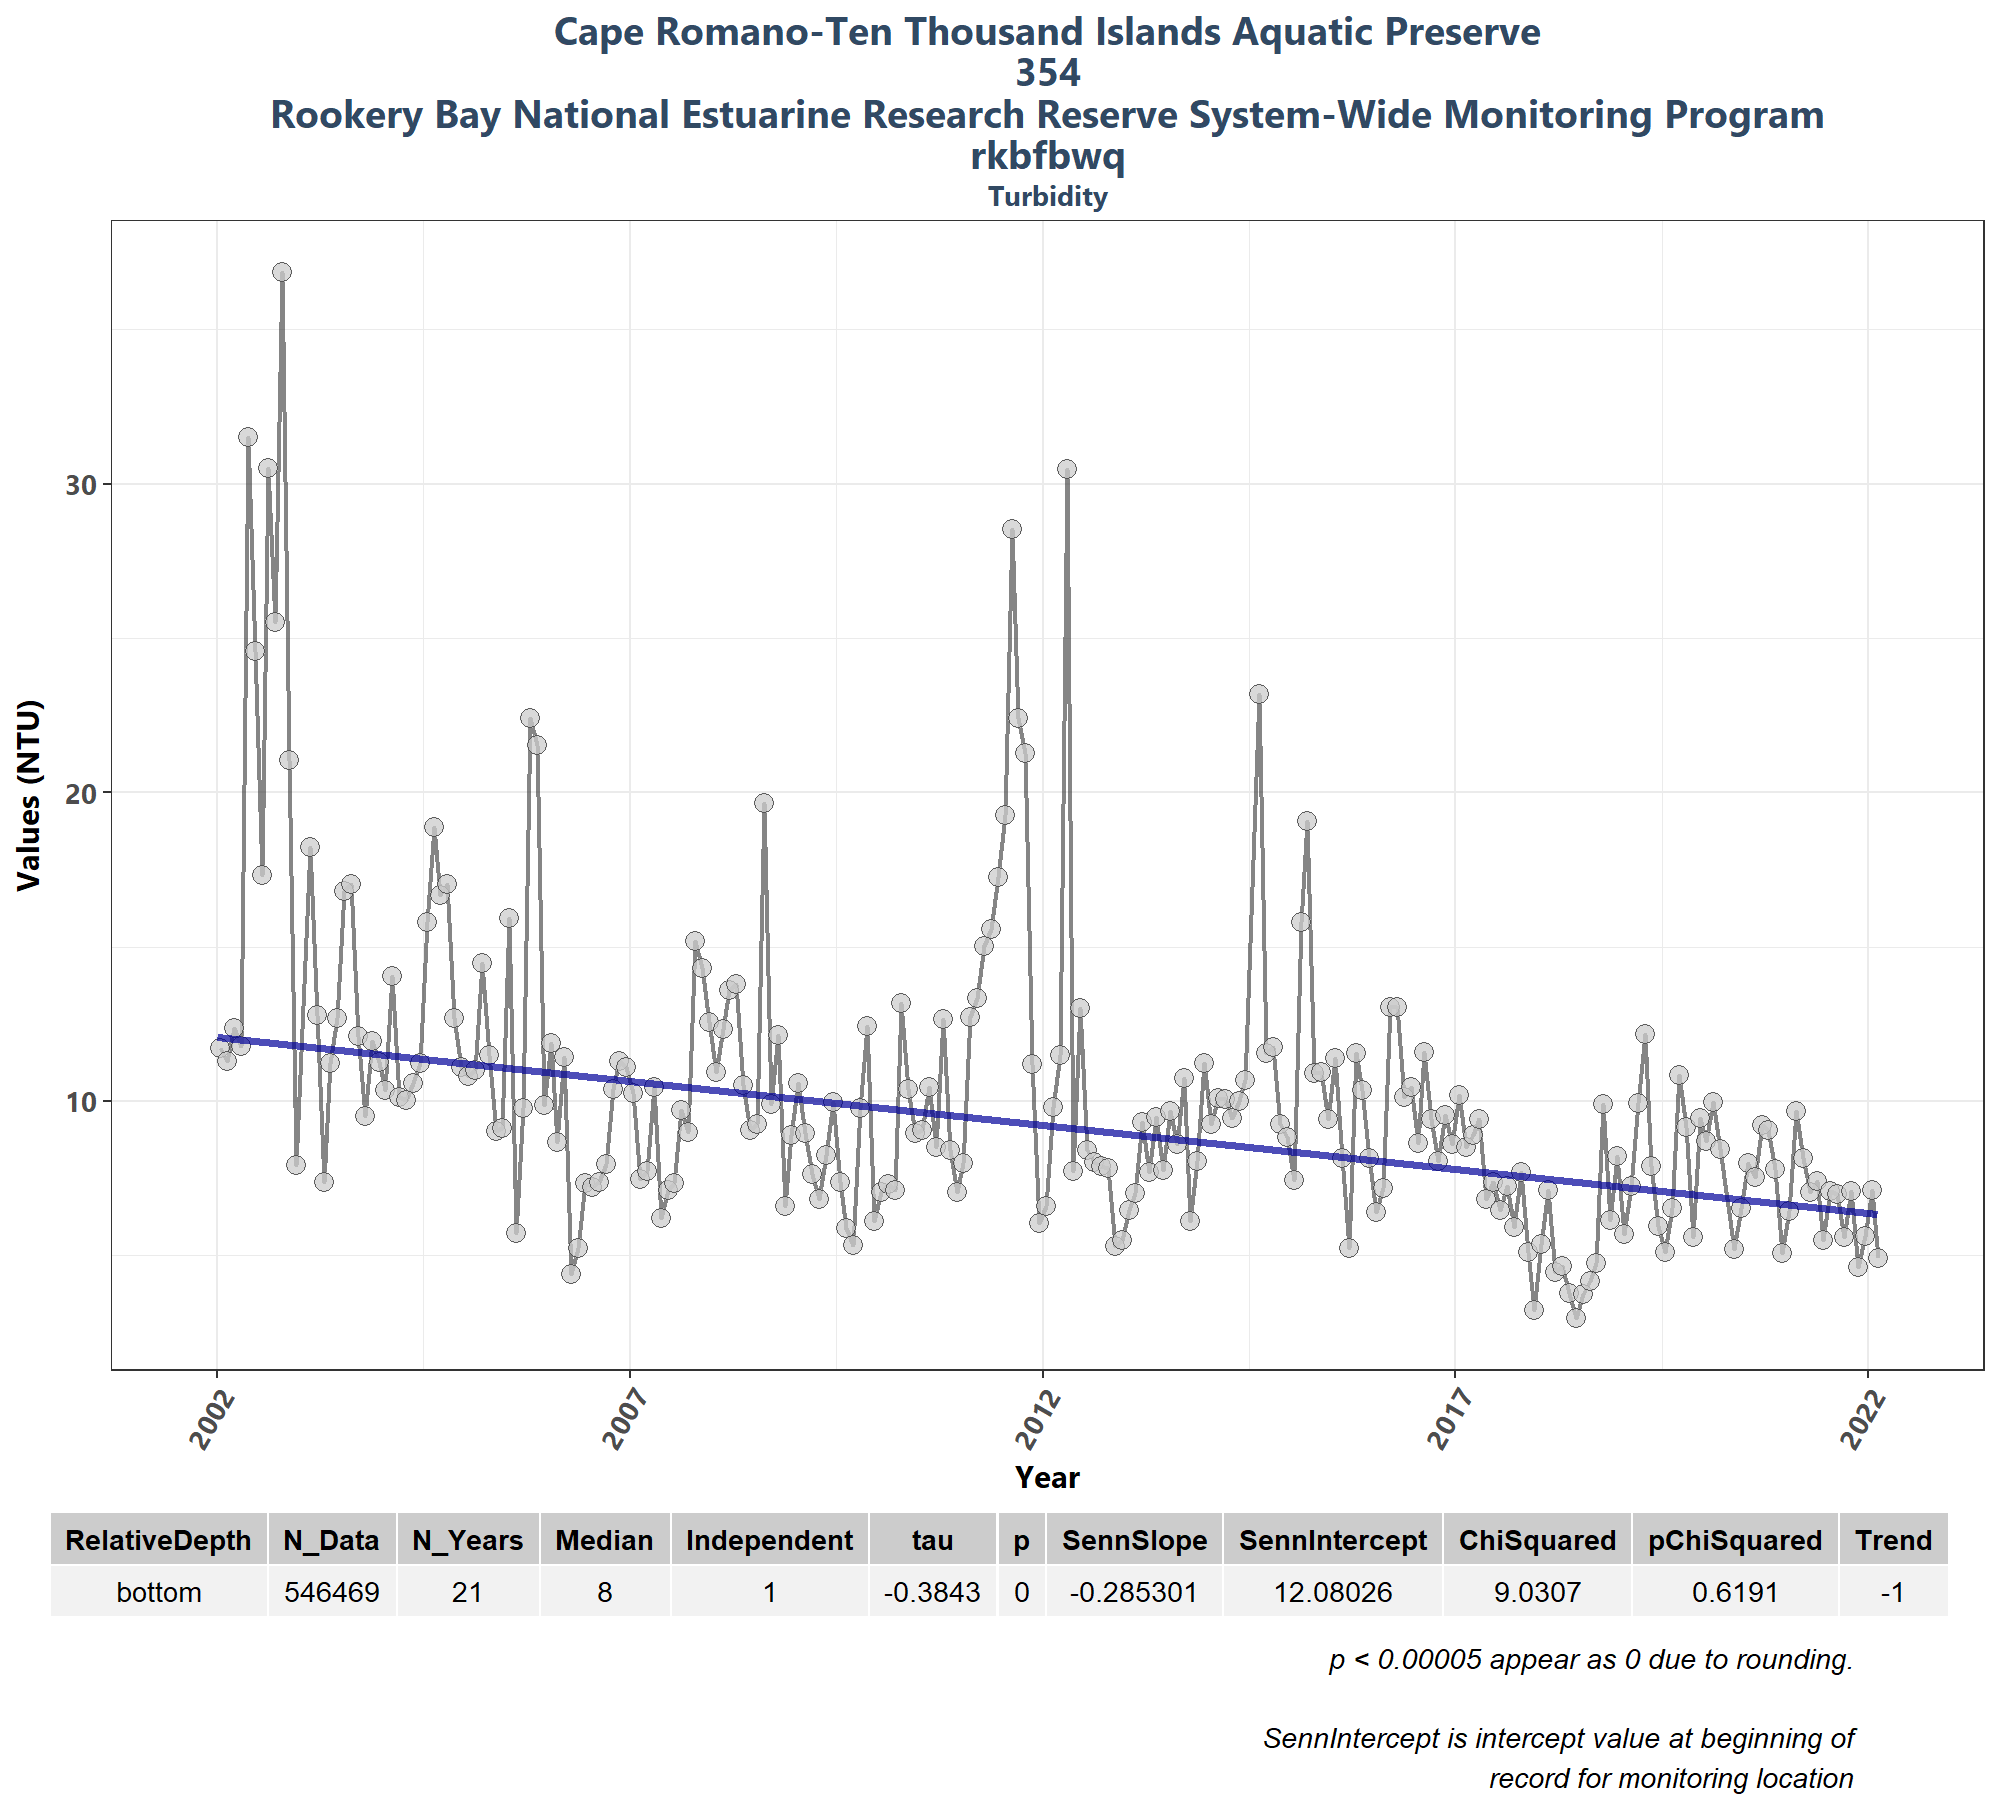 Cape Romano-Ten Thousand Islands Aquatic Preserve
354
Rookery Bay National Estuarine Research Reserve System-Wide Monitoring Program
rkbfbwq
Turbidity
Values (NTU)
30
20
10
2002 2007 2012 2017 2022
Year
RelativeDepth N_Data N_Years Median Independent tau p SennSlope SennIntercept ChiSquared pChiSquared Trend
bottom 546469 21 8 1 -0.3843 0 -0.285301 12.08026 9.0307 0.6191 -1
p < 0.00005 appear as 0 due to rounding.
SennIntercept is intercept value at beginning of
record for monitoring location